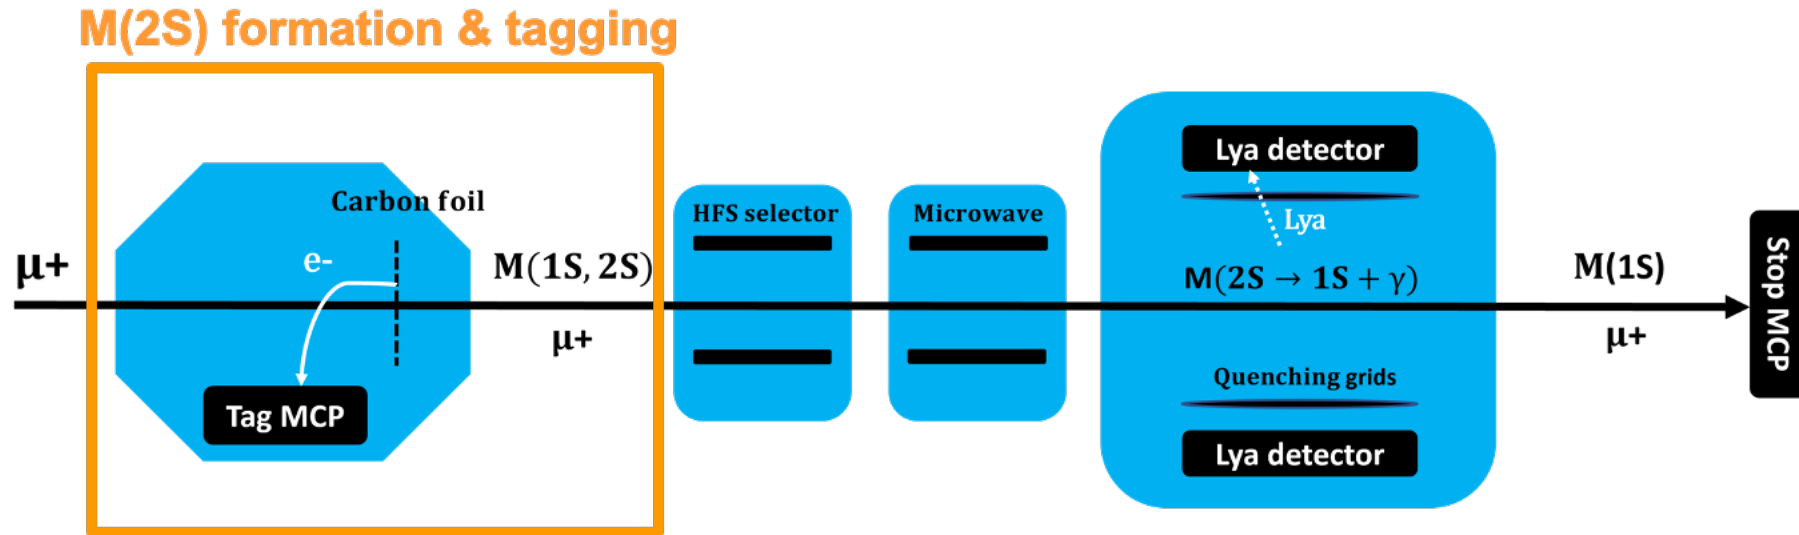 M(2S) formation & tagging
μ+
Carbon foil
e-
Tag MCP
M(1S, 2S)
μ+
HFS selector
Microwave
Lya detector
Lya
M(2S → 1S + γ)
Quenching grids
Lya detector
M(1S)
μ+
Stop MCP